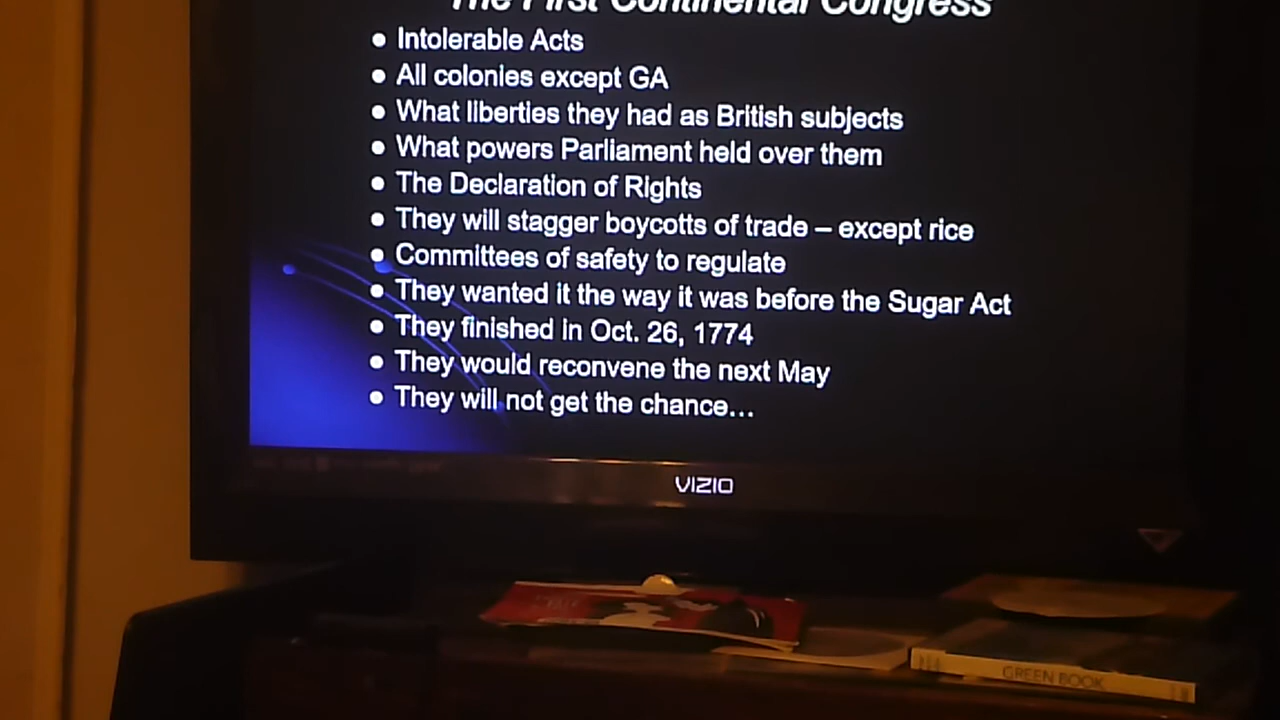 The First Continental Congress
● Intolerable Acts
● All colonies except GA
● What liberties they had as British subjects
● What powers Parliament held over them
● The Declaration of Rights
● They will stagger boycotts of trade – except rice
● Committees of safety to regulate
● They wanted it the way it was before the Sugar Act
● They finished in Oct. 26, 1774
● They would reconvene the next May
● They will not get the chance…
VIZIO
GREEN BOOK